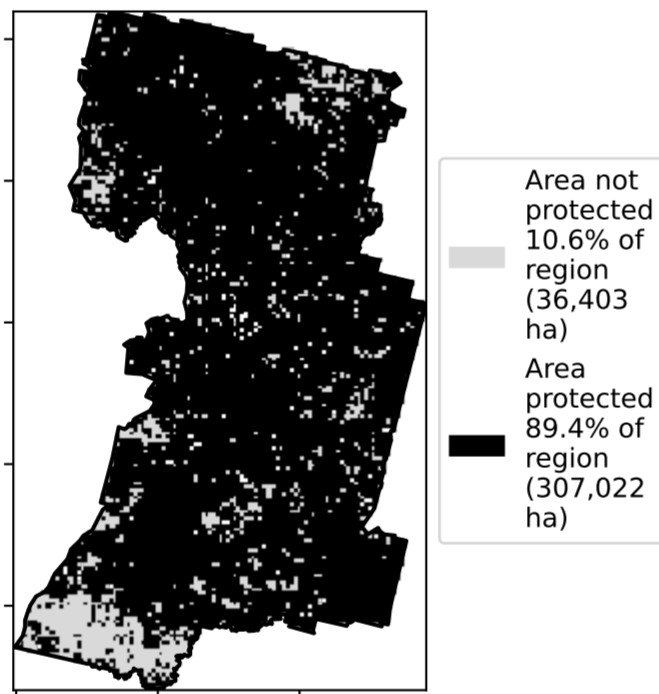 Area not
protected
10.6% of
region
(36,403
ha)
Area
protected
89.4% of
region
(307,022
ha)